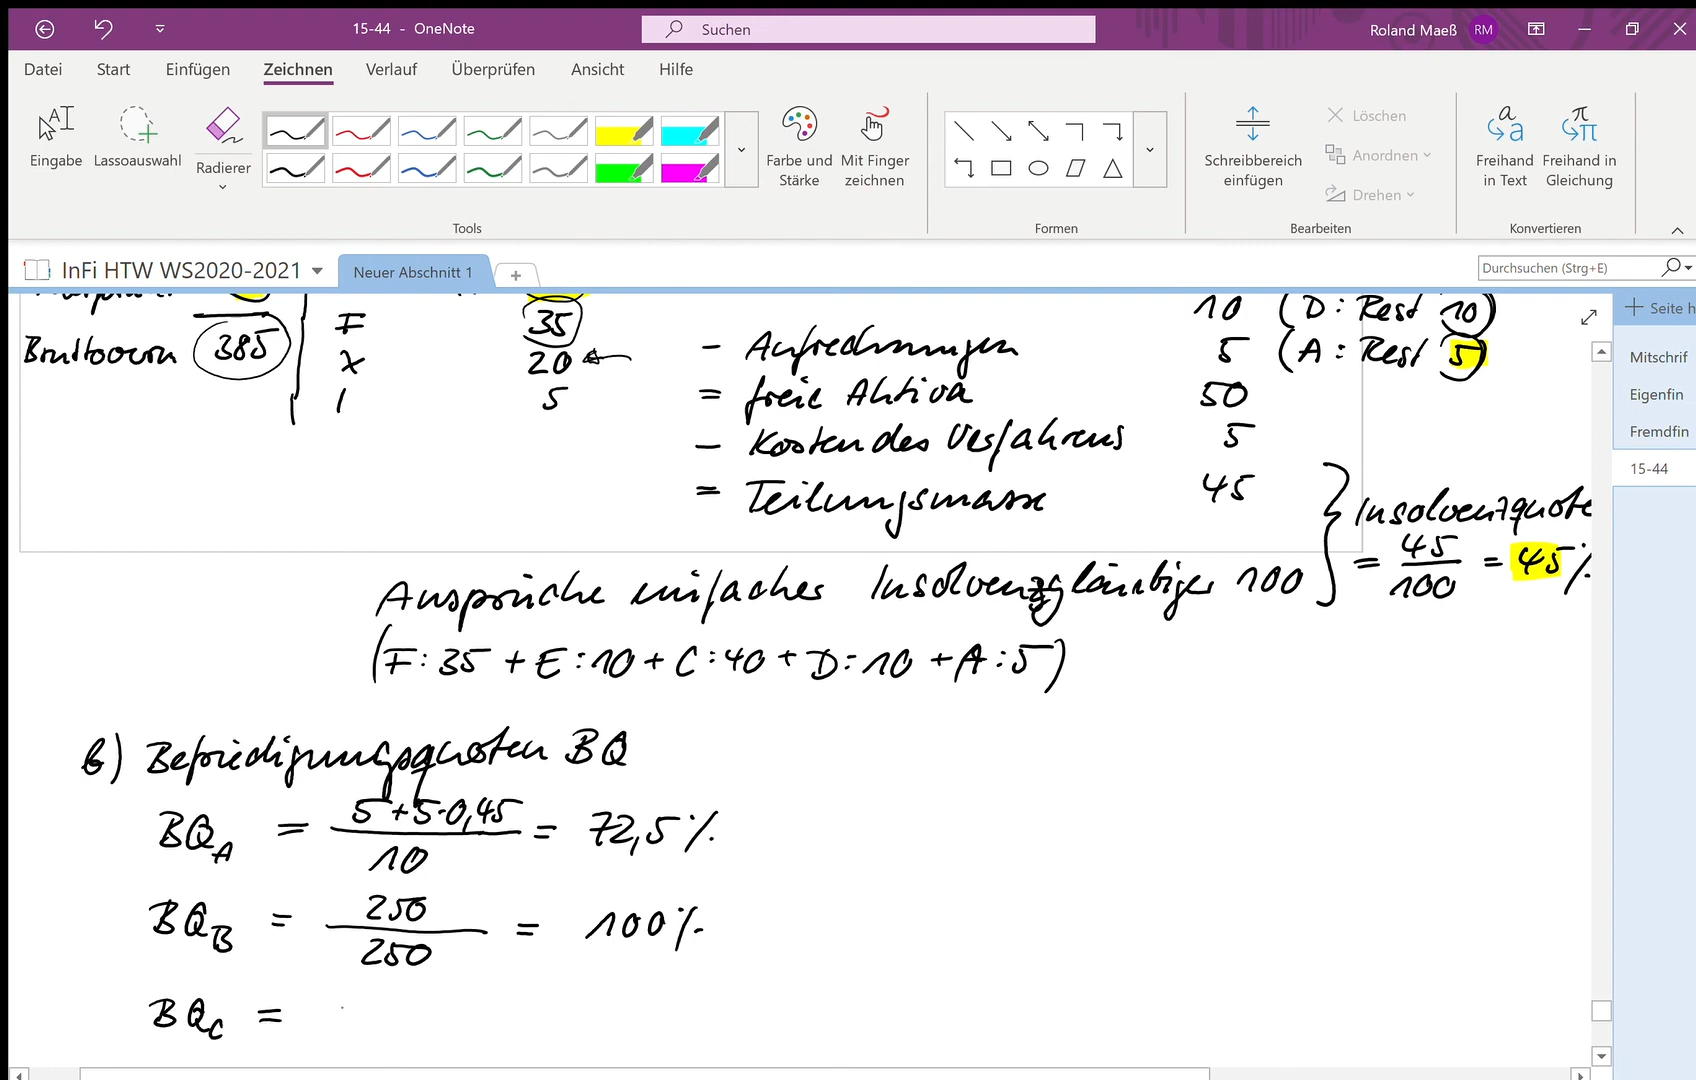 15-44 - OneNote
Suchen
Roland Maeß RM
Datei Start Einfügen Zeichnen Verlauf Überprüfen Ansicht Hilfe
Eingabe Lassoauswahl Radierer Farbe und Stärke Mit Finger zeichnen
Schreibbereich einfügen Löschen Anordnen Drehen
Freihand in Text Freihand in Gleichung
Tools Formen Bearbeiten Konvertieren
InFi HTW WS2020-2021 Neuer Abschnitt 1 +
Durchsuchen (Strg+E)
Seite h
Mitschrif
Eigenfin
Fremdfin
15-44
F 35
X 20
1 5
385
10 (D: Rest 10)
- Aufrechnungen 5 (A: Rest 5)
= freie Aktiva 50
- Kosten des Verfahrens 5
= Teilungsmasse 45
Insolvenzquote
= 45 / 100 = 45 %
Ansprüche einfacher Insolvenzgläubiger 100
(F: 35 + E: 10 + C: 40 + D: 10 + A: 5)
b) Befriedigungsquoten BQ
BQA = 5 + 5·0,45 / 10 = 72,5 %
BQB = 250 / 250 = 100 %
BQC =